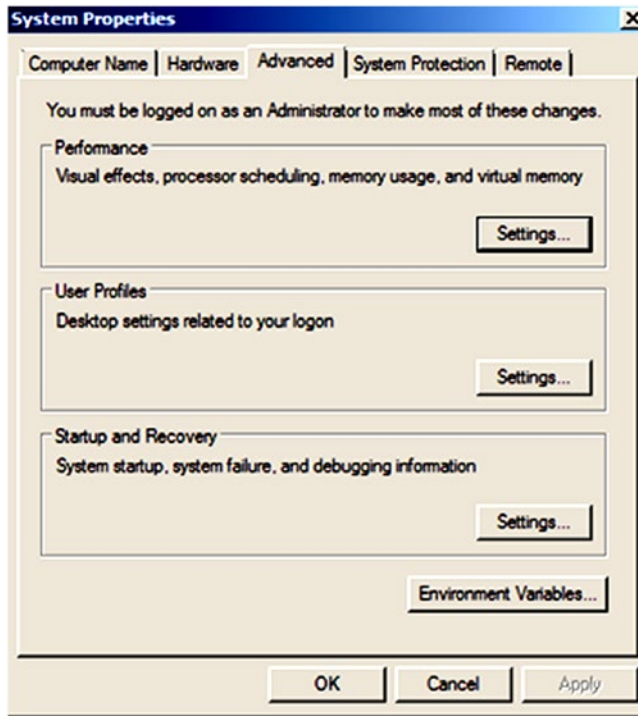 System Properties
Computer Name Hardware Advanced System Protection Remote
You must be logged on as an Administrator to make most of these changes.
Performance
Visual effects, processor scheduling, memory usage, and virtual memory
Settings...
User Profiles
Desktop settings related to your logon
Settings...
Startup and Recovery
System startup, system failure, and debugging information
Settings...
Environment Variables...
OK Cancel Apply